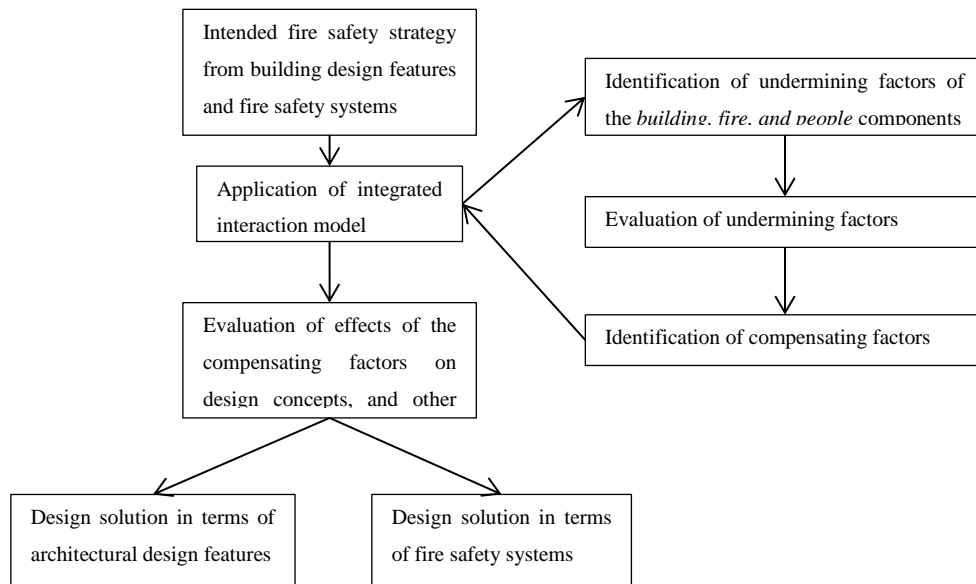 Intended fire safety strategy
from building design features
and fire safety systems
Identification of undermining factors of
the building, fire, and people components
Application of integrated
interaction model
Evaluation of undermining factors
Evaluation of effects of the
compensating factors on
design concepts, and other
Identification of compensating factors
Design solution in terms of
architectural design features
Design solution in terms
of fire safety systems